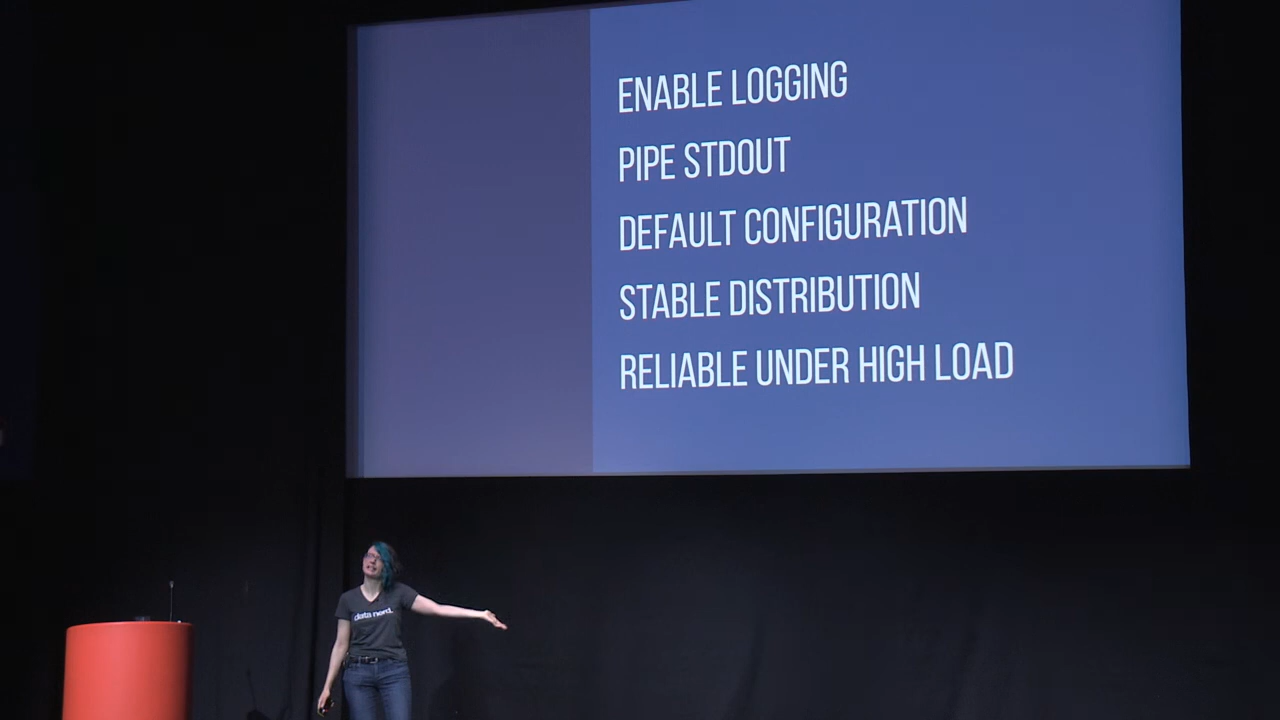 ENABLE LOGGING
PIPE STDOUT
DEFAULT CONFIGURATION
STABLE DISTRIBUTION
RELIABLE UNDER HIGH LOAD
data nerd.